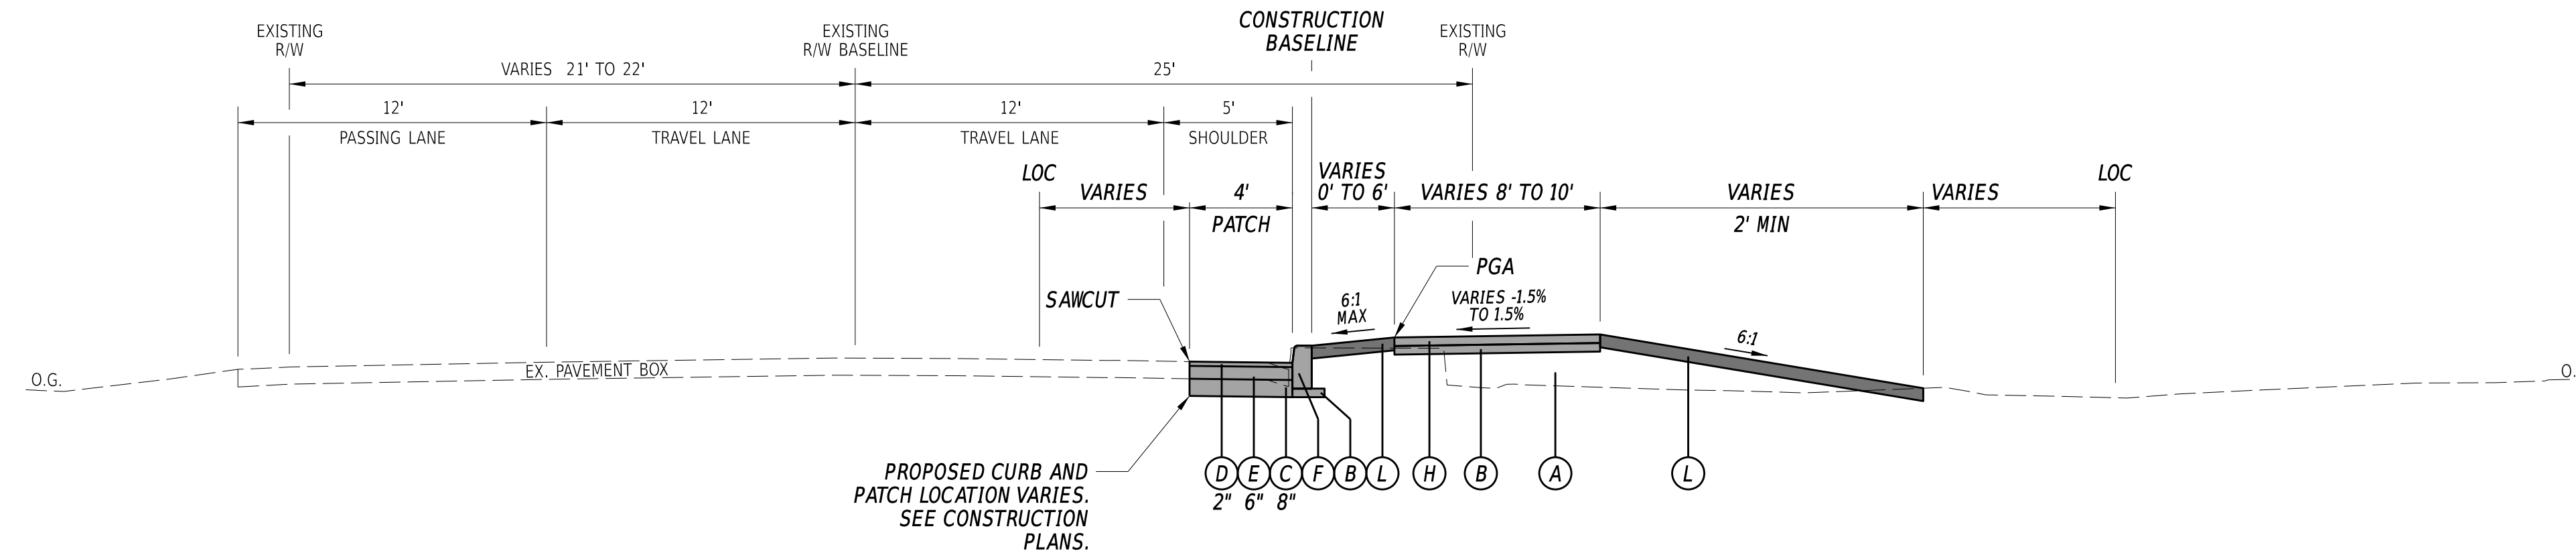 CONSTRUCTION
BASELINE
EXISTING
R/W
EXISTING
R/W BASELINE
EXISTING
R/W
VARIES 21' TO 22'
25'
12'
12'
12'
5'
PASSING LANE
TRAVEL LANE
TRAVEL LANE
SHOULDER
LOC
VARIES
4'
PATCH
VARIES
0' TO 6'
VARIES 8' TO 10'
VARIES
2' MIN
VARIES
LOC
SAWCUT
PGA
6:1
MAX
VARIES -1.5%
TO 1.5%
6:1
O.G.
EX. PAVEMENT BOX
O.
PROPOSED CURB AND
PATCH LOCATION VARIES.
SEE CONSTRUCTION
PLANS.
D E C F B L H B A L
2" 6" 8"